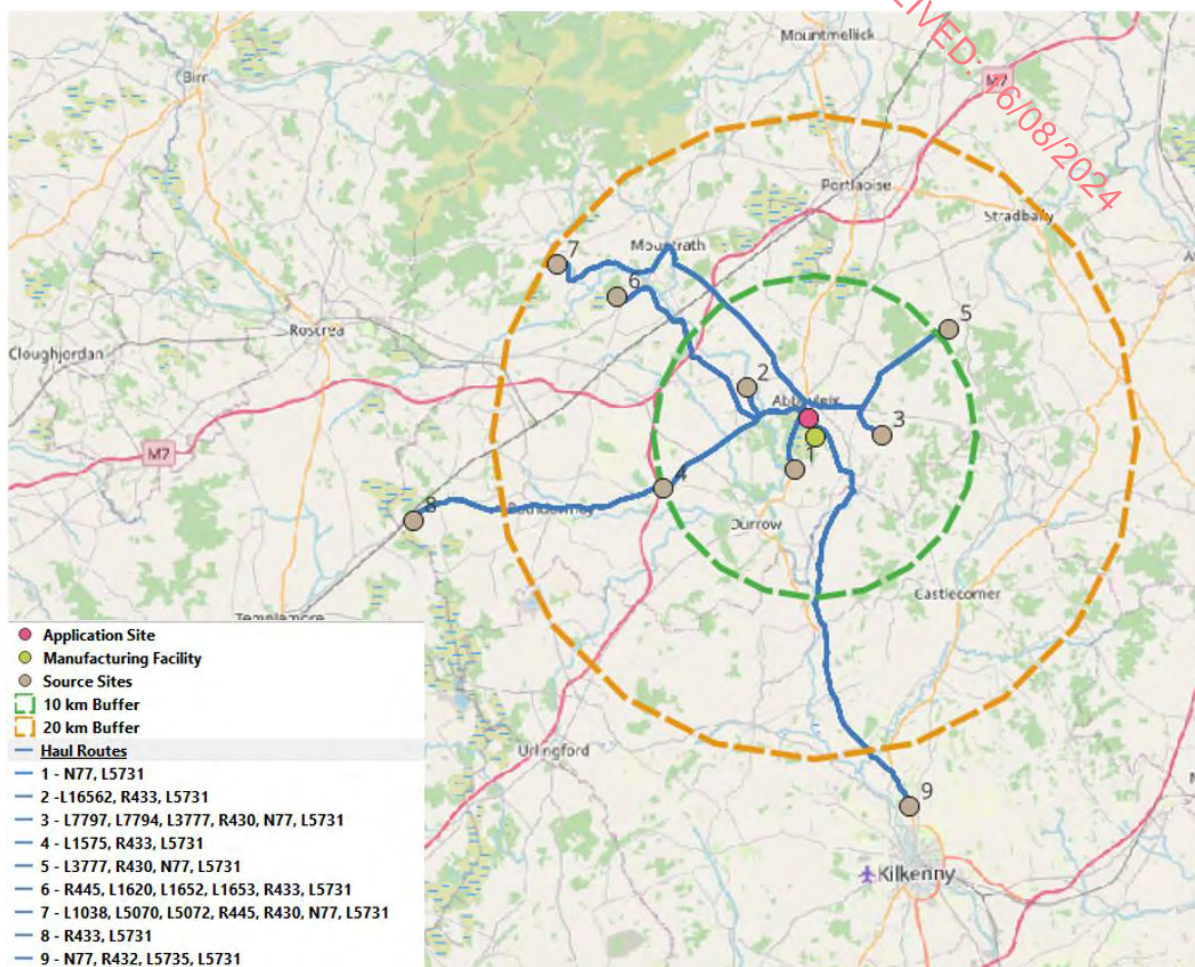 Mountmellick
Birr
M7
16/08/2024
Portlaoise
Stradbally
Mountrath
7
6
5
Roscrea
Cloughjordan
2
Abbeyleix
3
1
M7
4
8
Rathdowney
Durrow
Castlecomer
Templemore
Urlingford
9
Kilkenny
Application Site
Manufacturing Facility
Source Sites
10 km Buffer
20 km Buffer
Haul Routes
1 - N77, L5731
2 -L16562, R433, L5731
3 - L7797, L7794, L3777, R430, N77, L5731
4 - L1575, R433, L5731
5 - L3777, R430, N77, L5731
6 - R445, L1620, L1652, L1653, R433, L5731
7 - L1038, L5070, L5072, R445, R430, N77, L5731
8 - R433, L5731
9 - N77, R432, L5735, L5731